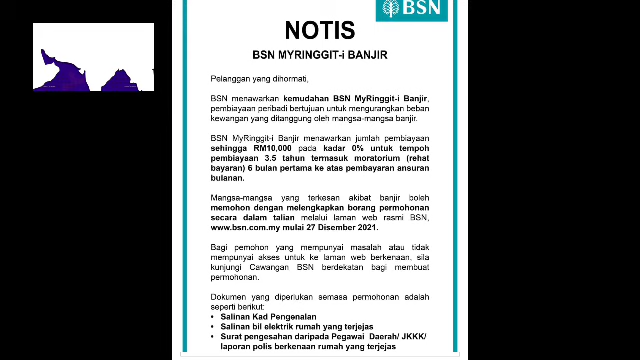 BSN
NOTIS
BSN MYRINGGIT-i BANJIR
Pelanggan yang dihormati,
BSN menawarkan kemudahan BSN MyRinggit-i Banjir,
pembiayaan peribadi bertujuan untuk mengurangkan beban
kewangan yang ditanggung oleh mangsa-mangsa banjir.
BSN MyRinggit-i Banjir menawarkan jumlah pembiayaan
sehingga RM10,000 pada kadar 0% untuk tempoh
pembiayaan 3.5 tahun termasuk moratorium (rehat
bayaran) 6 bulan pertama ke atas pembayaran ansuran
bulanan.
Mangsa-mangsa yang terkesan akibat banjir boleh
memohon dengan melengkapkan borang permohonan
secara dalam talian melalui laman web rasmi BSN,
www.bsn.com.my mulai 27 Disember 2021.
Bagi pemohon yang mempunyai masalah atau tidak
mempunyai akses untuk ke laman web berkenaan, sila
kunjungi Cawangan BSN berdekatan bagi membuat
permohonan.
Dokumen yang diperlukan semasa permohonan adalah
seperti berikut:
• Salinan Kad Pengenalan
• Salinan bil elektrik rumah yang terjejas
• Surat pengesahan daripada Pegawai Daerah/ JKKK/
laporan polis berkenaan rumah yang terjejas